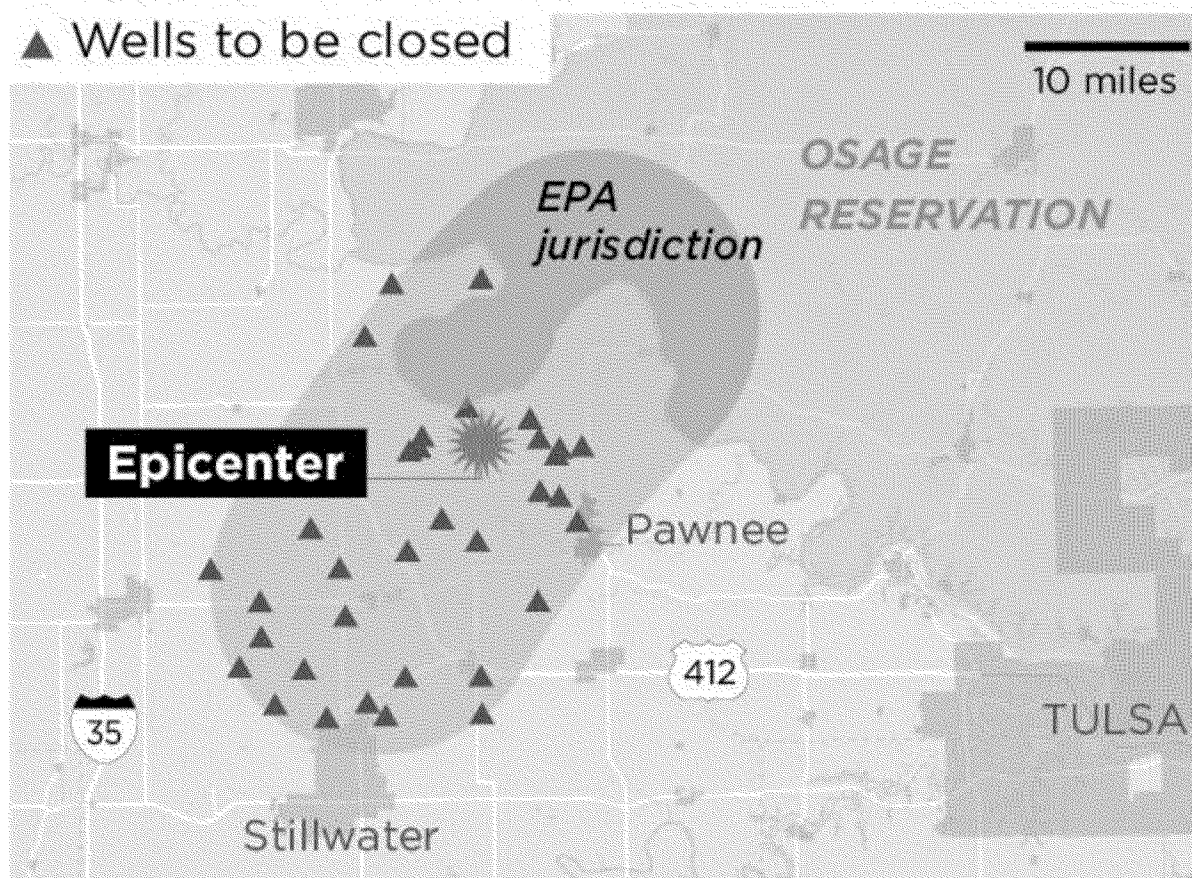 Wells to be closed
10 miles
OSAGE
RESERVATION
EPA
jurisdiction
Epicenter
Pawnee
412
35
TULSA
Stillwater